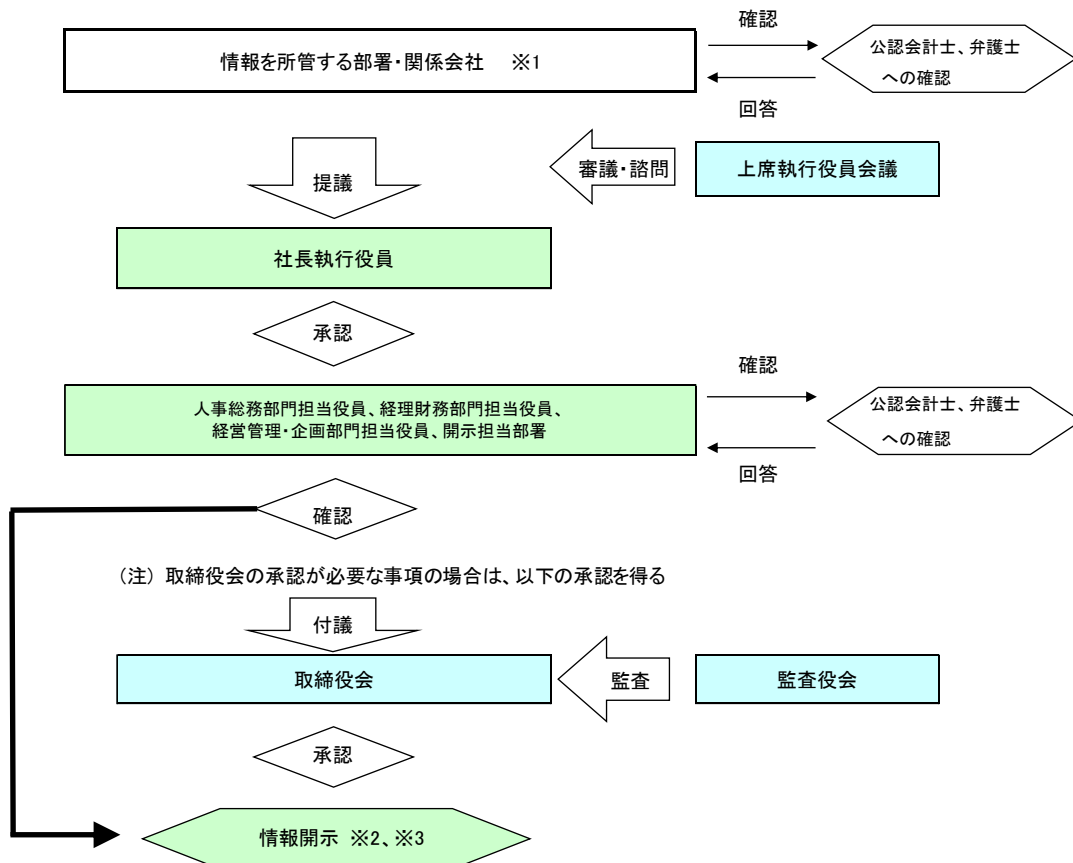 確認
情報を所管する部署・関係会社　※1
公認会計士、弁護士
への確認
回答
提議
審議・諮問
上席執行役員会議
社長執行役員
承認
確認
人事総務部門担当役員、経理財務部門担当役員、
経営管理・企画部門担当役員、開示担当部署
公認会計士、弁護士
への確認
回答
確認
（注）取締役会の承認が必要な事項の場合は、以下の承認を得る
付議
取締役会
監査
監査役会
承認
情報開示 ※2、※3